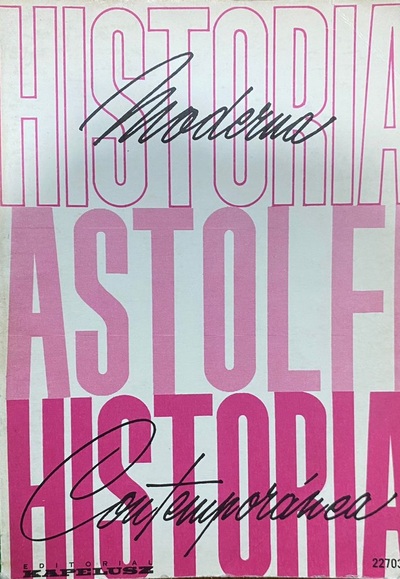 HISTORIA
Moderna
ASTOLFI
HISTORIA
Contemporánea
EDITORIAL
KAPELUSZ
22703